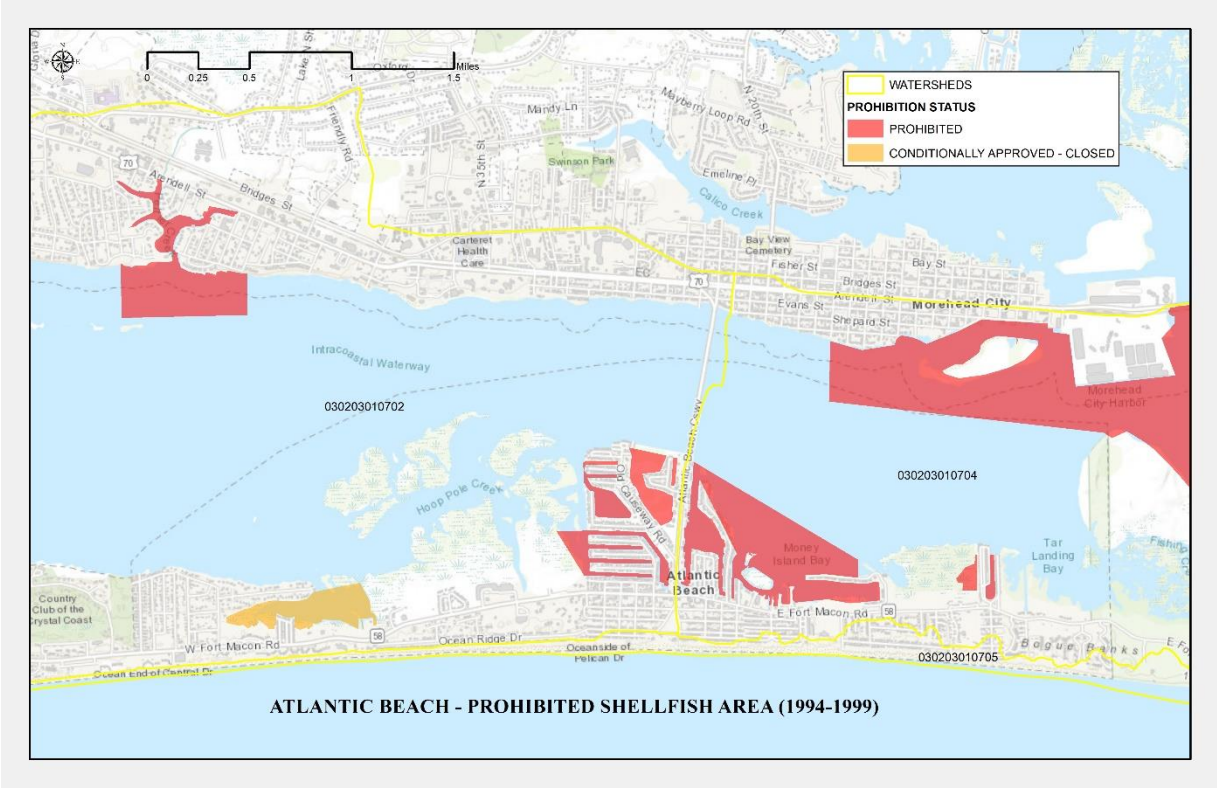 Miles
0 0.25 0.5 1 1.5
WATERSHEDS
PROHIBITION STATUS
PROHIBITED
CONDITIONALLY APPROVED - CLOSED
Lake N S
Oxford
Friendly Rd
N 35th St
Mandy Ln
Mayberry Loop Rd
N 20th St
Swinson Park
Emeline Pl
Calico Creek
70
Arendell St
Bridges St
Carteret
Health
Care
EC
70
Bay View
Cemetery
Fisher St
Bay St
Bridges St
Arendell St
Evans St
Morehead City
Shepard St
Intracoastal Waterway
030203010702
Morehead
City Harbor
Atlantic Beach Cswy
Old Causeway Rd
Hoop Pole Creek
030203010704
Money
Island Bay
Tar
Landing
Bay
Fishing
Atlantic
Beach
Country
Club of the
Crystal Coast
W Fort Macon Rd
58
Ocean Ridge Dr
E Fort Macon Rd
58
Oceanside of
Pelican Dr
Ocean End of Central Dr
030203010705
Bogue Banks
E Fo
ATLANTIC BEACH - PROHIBITED SHELLFISH AREA (1994-1999)